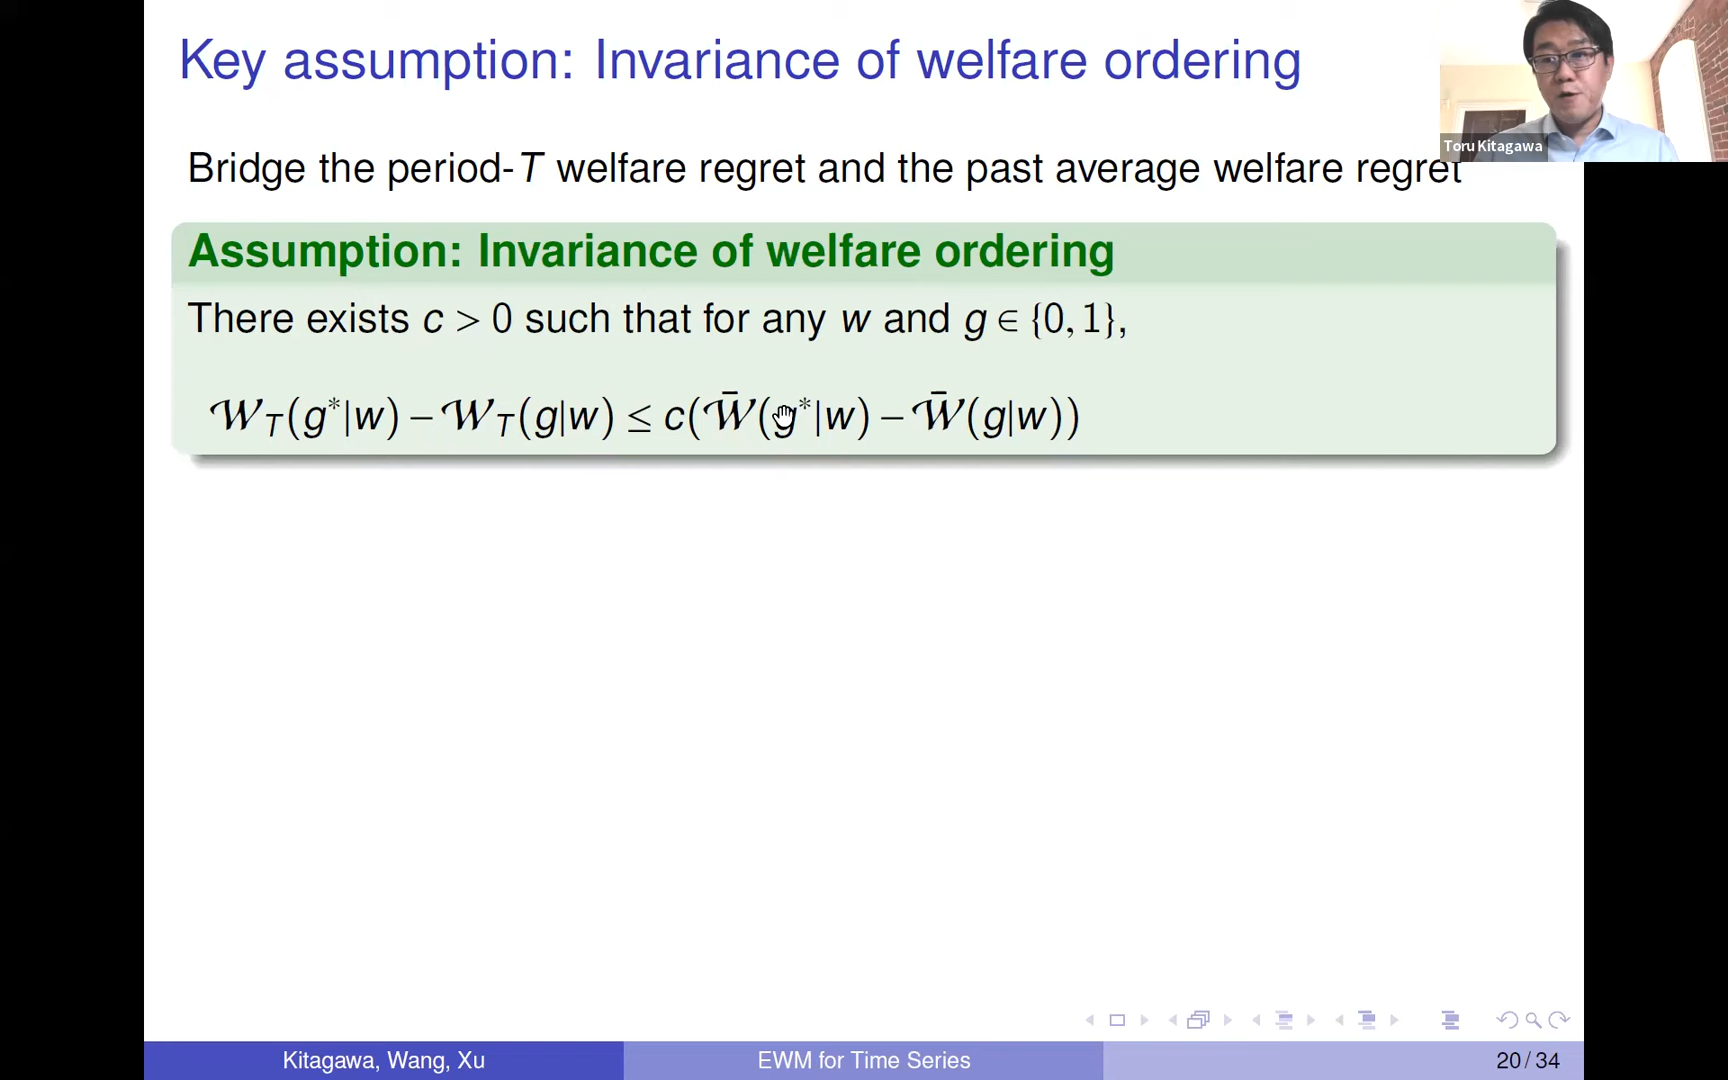 Key assumption: Invariance of welfare ordering
Toru Kitagawa
Bridge the period-T welfare regret and the past average welfare regret
Assumption: Invariance of welfare ordering
There exists c > 0 such that for any w and g ∈ {0, 1},
𝒲_T(g*|w) − 𝒲_T(g|w) ≤ c(𝒲̄(g*|w) − 𝒲̄(g|w))
Kitagawa, Wang, Xu
EWM for Time Series
20 / 34